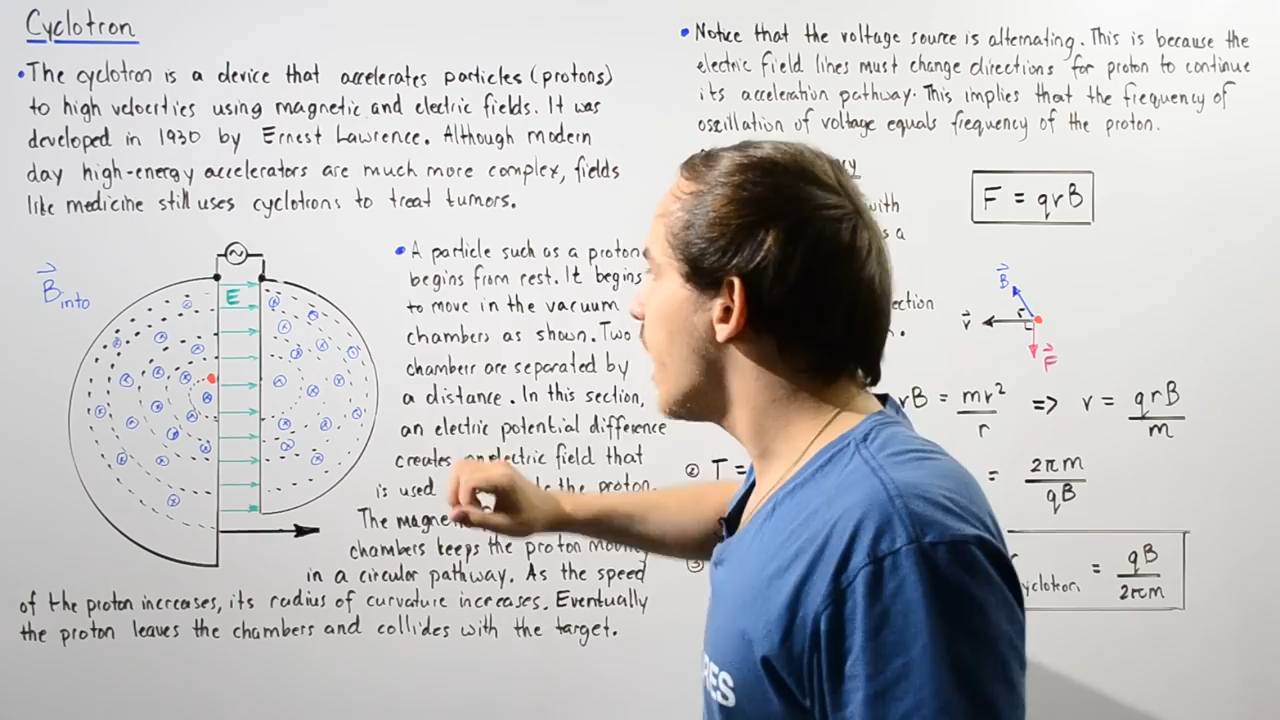 Cyclotron
• The cyclotron is a device that accelerates particles (protons)
to high velocities using magnetic and electric fields. It was
developed in 1930 by Ernest Lawrence. Although modern
day high-energy accelerators are much more complex, fields
like medicine still uses cyclotrons to treat tumors.
B into
E
• A particle such as a proton
begins from rest. It begins
to move in the vacuum
chambers as shown. Two
chambers are separated by
a distance. In this section,
an electric potential difference
creates electric field that
is used the proton.
The
chambers keeps the proton moving
in a circular pathway. As the speed
of the proton increases, its radius of curvature increases. Eventually
the proton leaves the chambers and collides with the target.
• Notice that the voltage source is alternating. This is because the
electric field lines must change directions for proton to continue
its acceleration pathway. This implies that the frequency of
oszillation of voltage equals frequency of the proton.
with
a
F = qrB
B
r
v
F
rB = mv²/r => v = qrB/m
② T =
= 2πm/qB
③
cyclotron = qB/2πm
RES